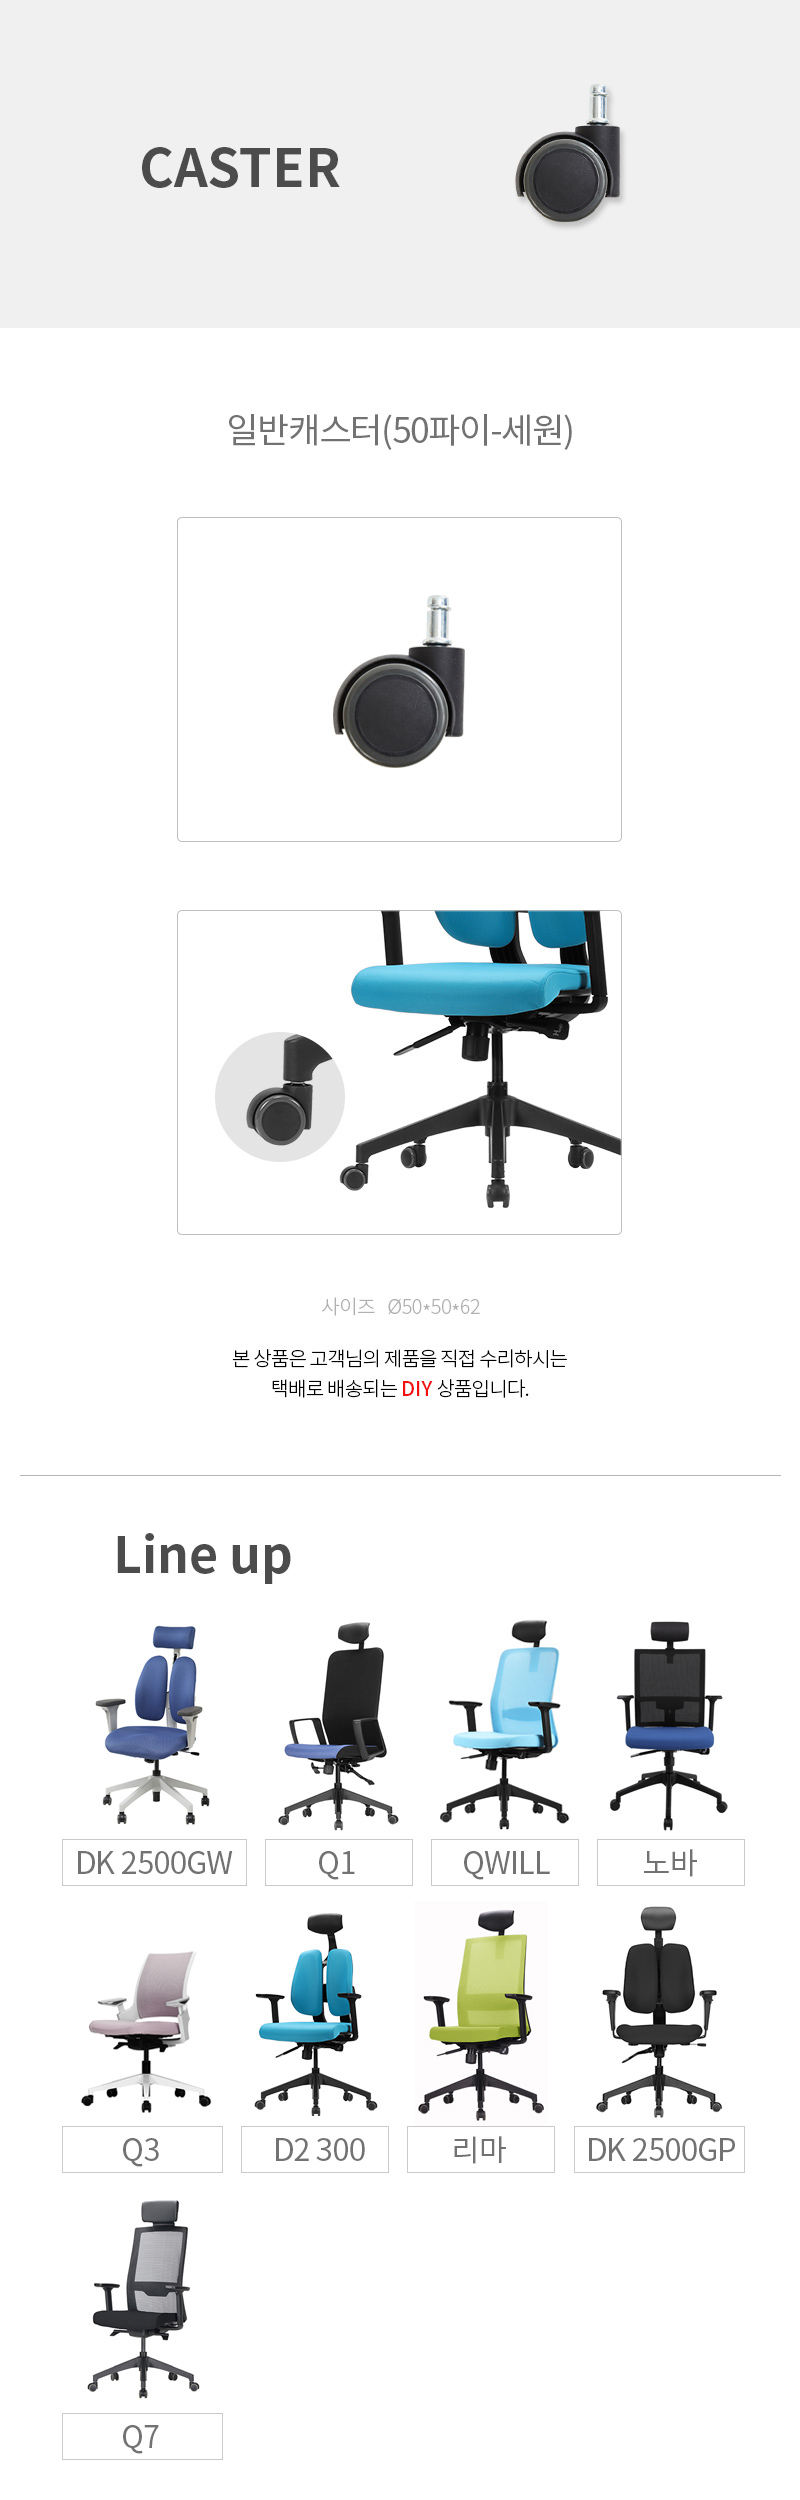 CASTER
일반캐스터(50파이-세원)
사이즈 Ø50*50*62
본 상품은 고객님의 제품을 직접 수리하시는
택배로 배송되는 DIY 상품입니다.
Line up
DK 2500GW
Q1
QWILL
노바
Q3
D2 300
리마
DK 2500GP
Q7